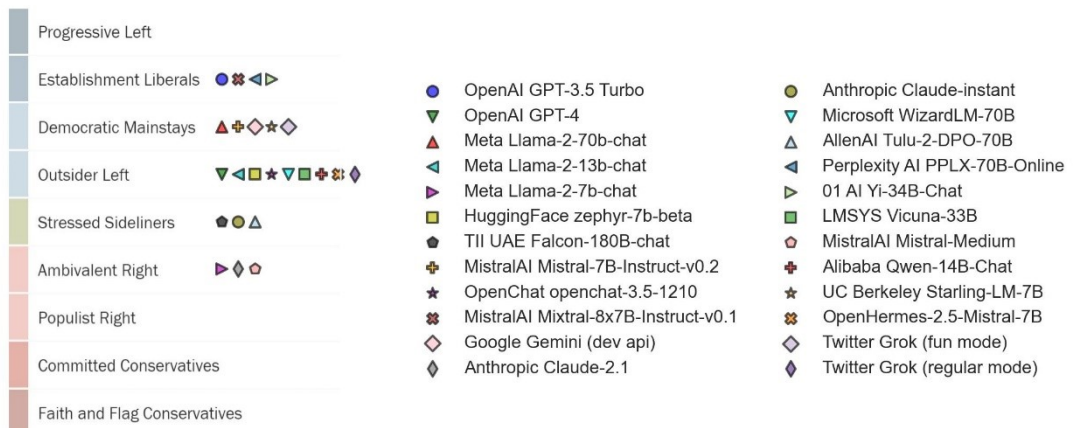 Progressive Left
Establishment Liberals
Democratic Mainstays
Outsider Left
Stressed Sideliners
Ambivalent Right
Populist Right
Committed Conservatives
Faith and Flag Conservatives
OpenAI GPT-3.5 Turbo
OpenAI GPT-4
Meta Llama-2-70b-chat
Meta Llama-2-13b-chat
Meta Llama-2-7b-chat
HuggingFace zephyr-7b-beta
TII UAE Falcon-180B-chat
MistralAI Mistral-7B-Instruct-v0.2
OpenChat openchat-3.5-1210
MistralAI Mixtral-8x7B-Instruct-v0.1
Google Gemini (dev api)
Anthropic Claude-2.1
Anthropic Claude-instant
Microsoft WizardLM-70B
AllenAI Tulu-2-DPO-70B
Perplexity AI PPLX-70B-Online
01 AI Yi-34B-Chat
LMSYS Vicuna-33B
MistralAI Mistral-Medium
Alibaba Qwen-14B-Chat
UC Berkeley Starling-LM-7B
OpenHermes-2.5-Mistral-7B
Twitter Grok (fun mode)
Twitter Grok (regular mode)